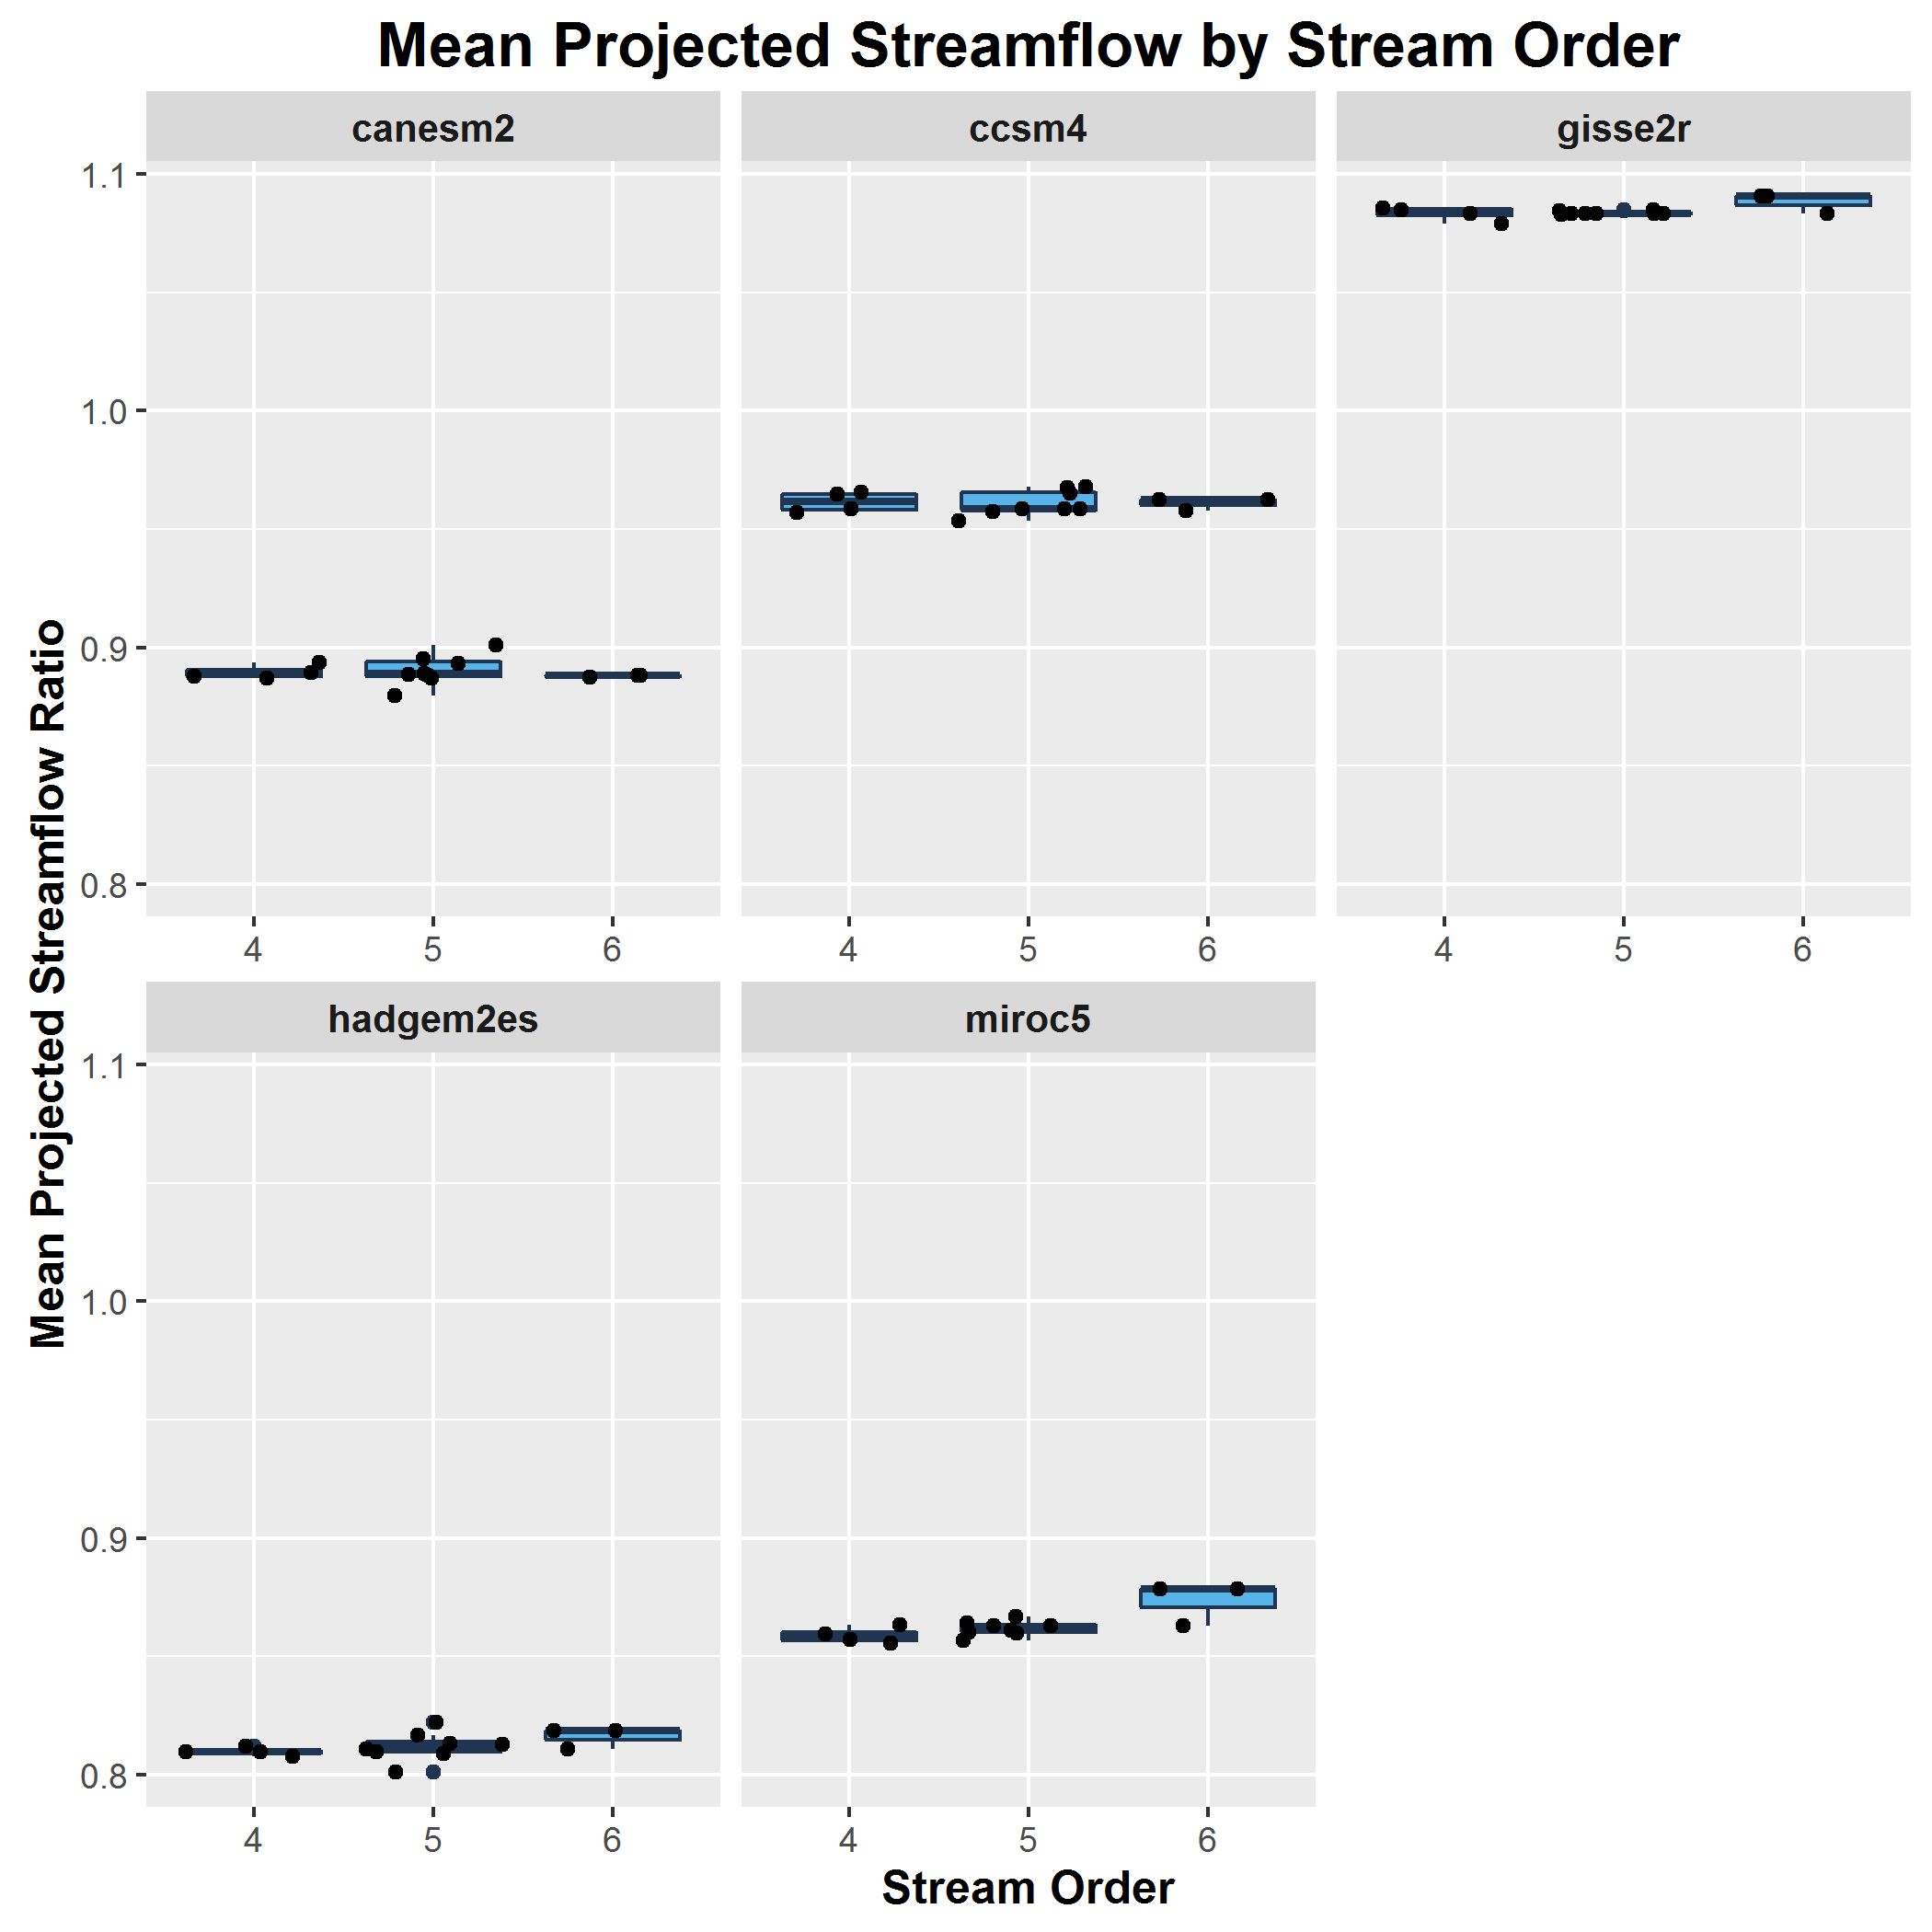 Mean Projected Streamflow by Stream Order
canesm2 ccsm4 gisse2r
1.1
1.0
0.9
0.8
4 5 6 4 5 6 4 5 6
Mean Projected Streamflow Ratio
hadgem2es miroc5
1.1
1.0
0.9
0.8
4 5 6 4 5 6
Stream Order